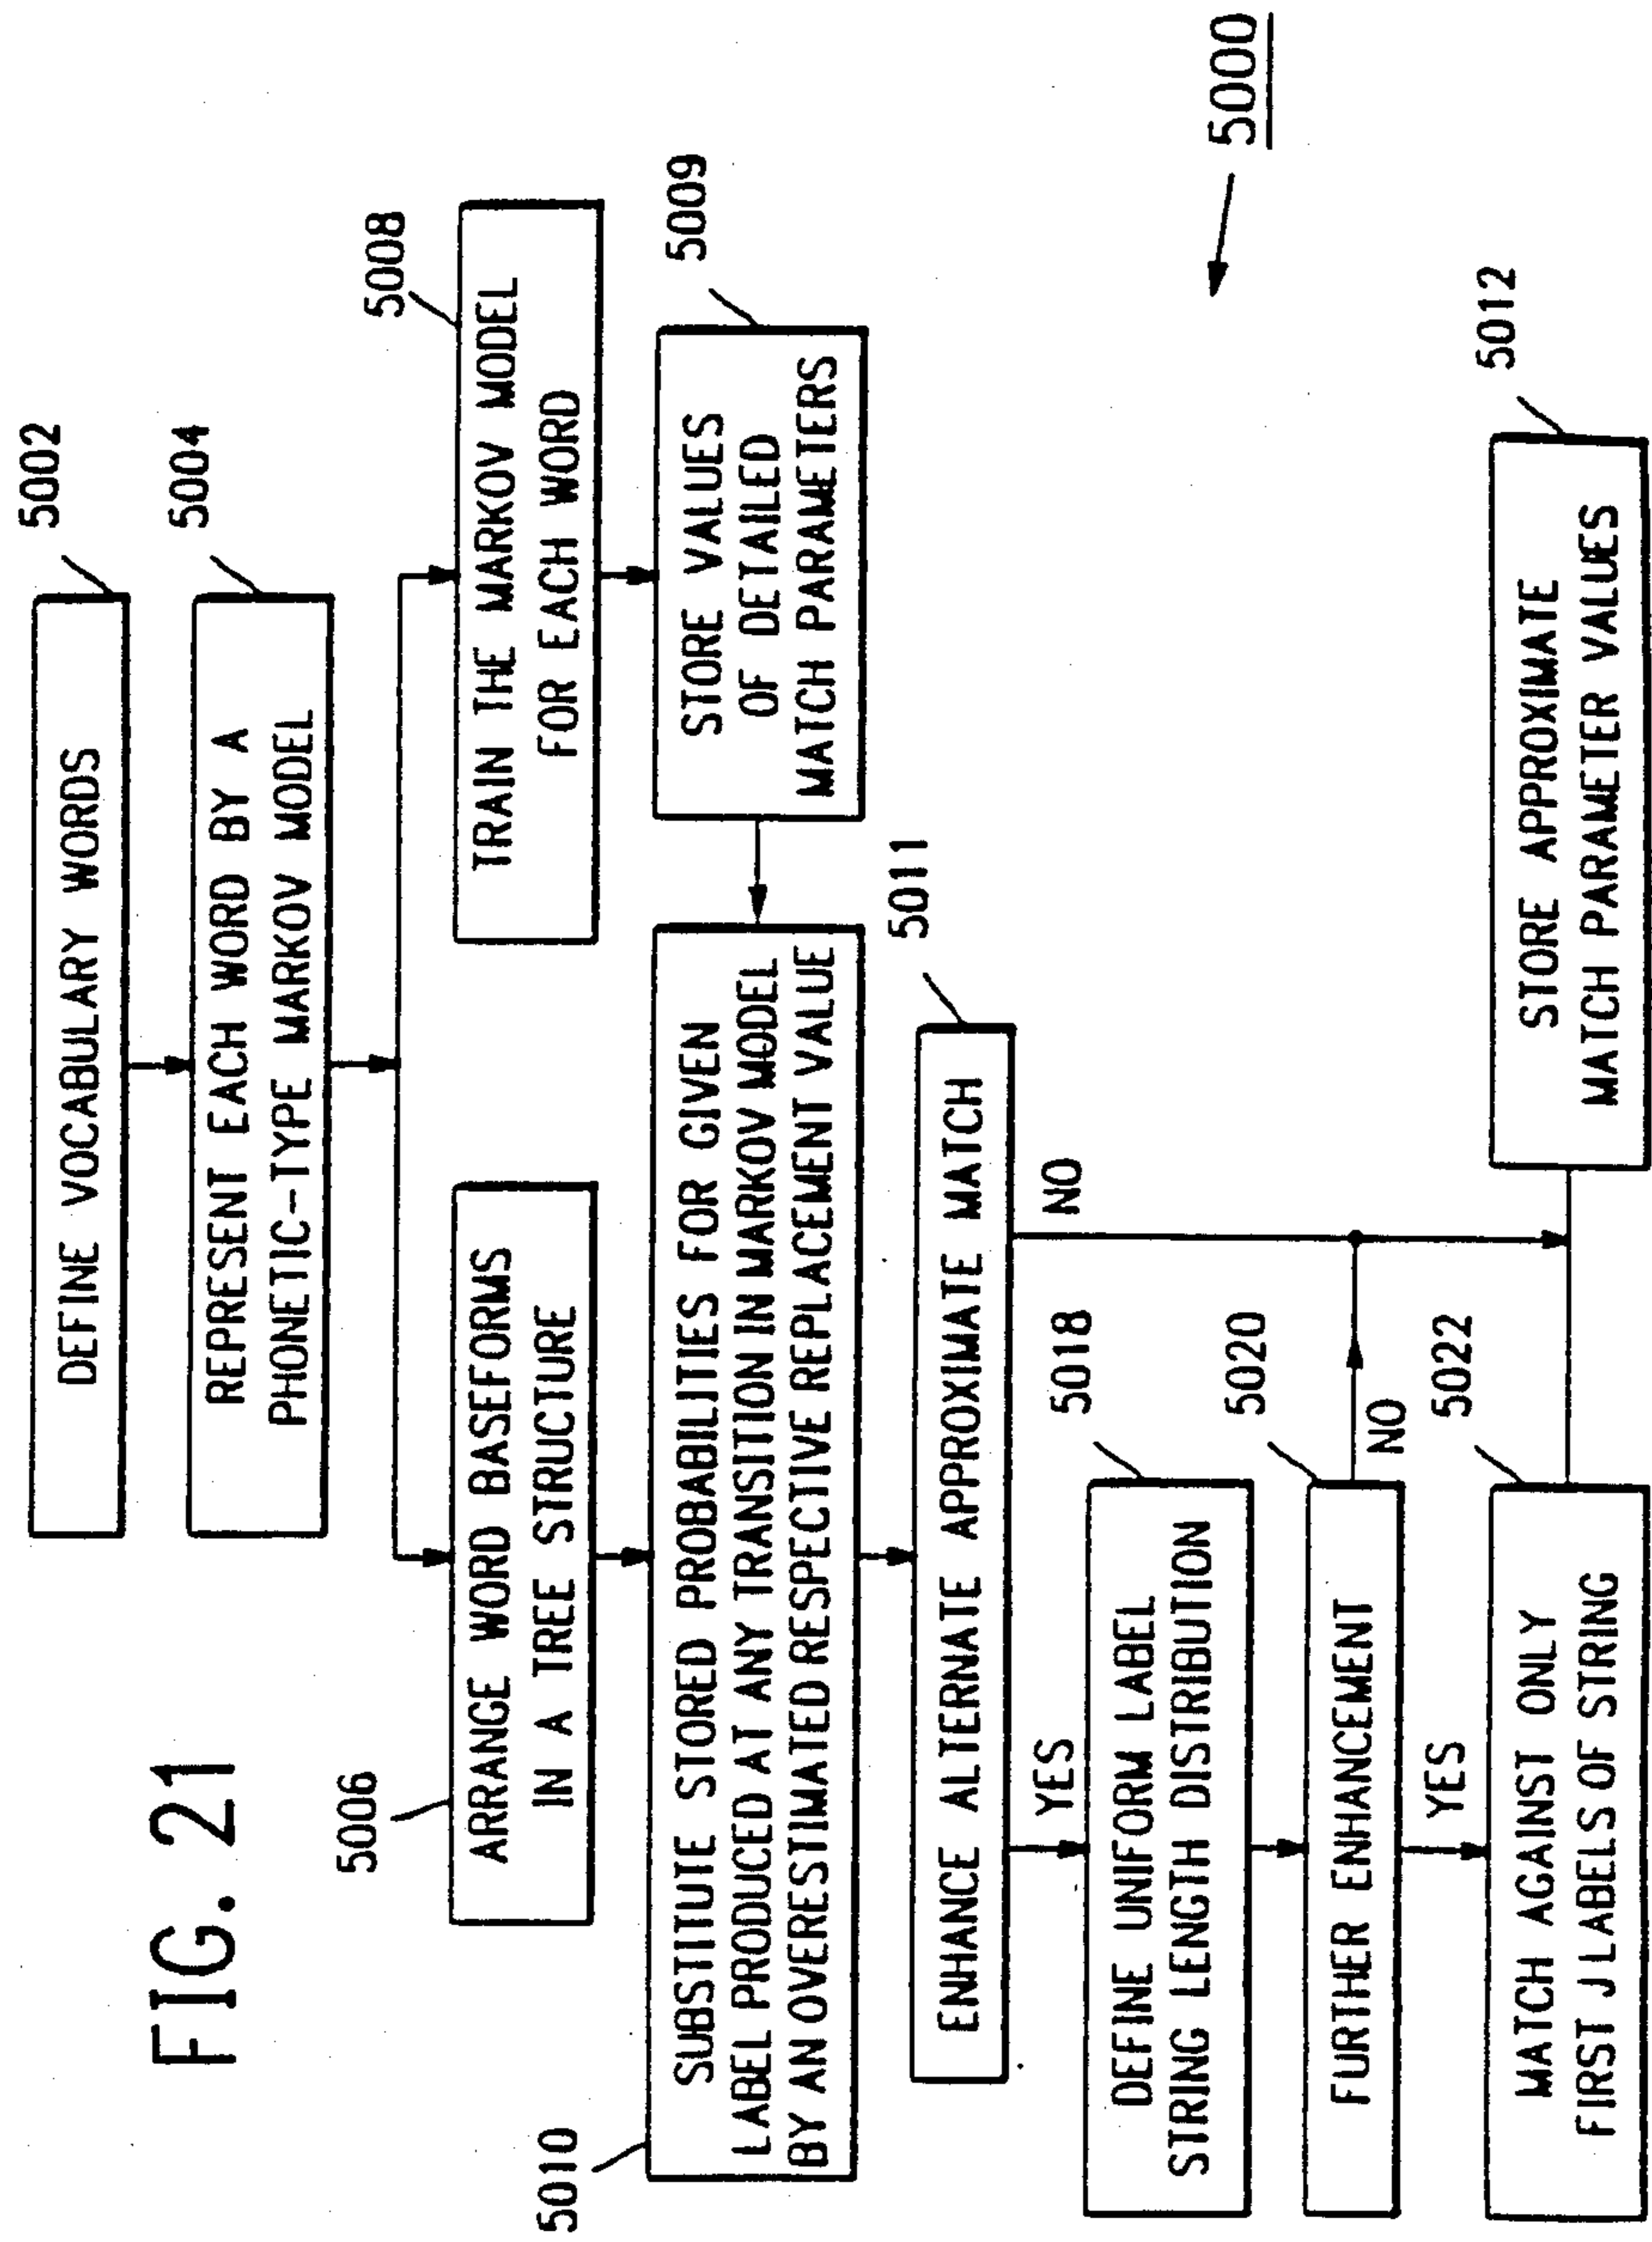 FIG. 21
5002
DEFINE VOCABULARY WORDS
5004
REPRESENT EACH WORD BY A
PHONETIC-TYPE MARKOV MODEL
5006
ARRANGE WORD BASEFORMS
IN A TREE STRUCTURE
5008
TRAIN THE MARKOV MODEL
FOR EACH WORD
5009
STORE VALUES
OF DETAILED
MATCH PARAMETERS
5010
SUBSTITUTE STORED PROBABILITIES FOR GIVEN
LABEL PRODUCED AT ANY TRANSITION IN MARKOV MODEL
BY AN OVERESTIMATED RESPECTIVE REPLACEMENT VALUE
5011
ENHANCE ALTERNATE APPROXIMATE MATCH
YES
NO
5018
DEFINE UNIFORM LABEL
STRING LENGTH DISTRIBUTION
5020
FURTHER ENHANCEMENT
NO
YES
5022
MATCH AGAINST ONLY
FIRST J LABELS OF STRING
5012
STORE APPROXIMATE
MATCH PARAMETER VALUES
5000